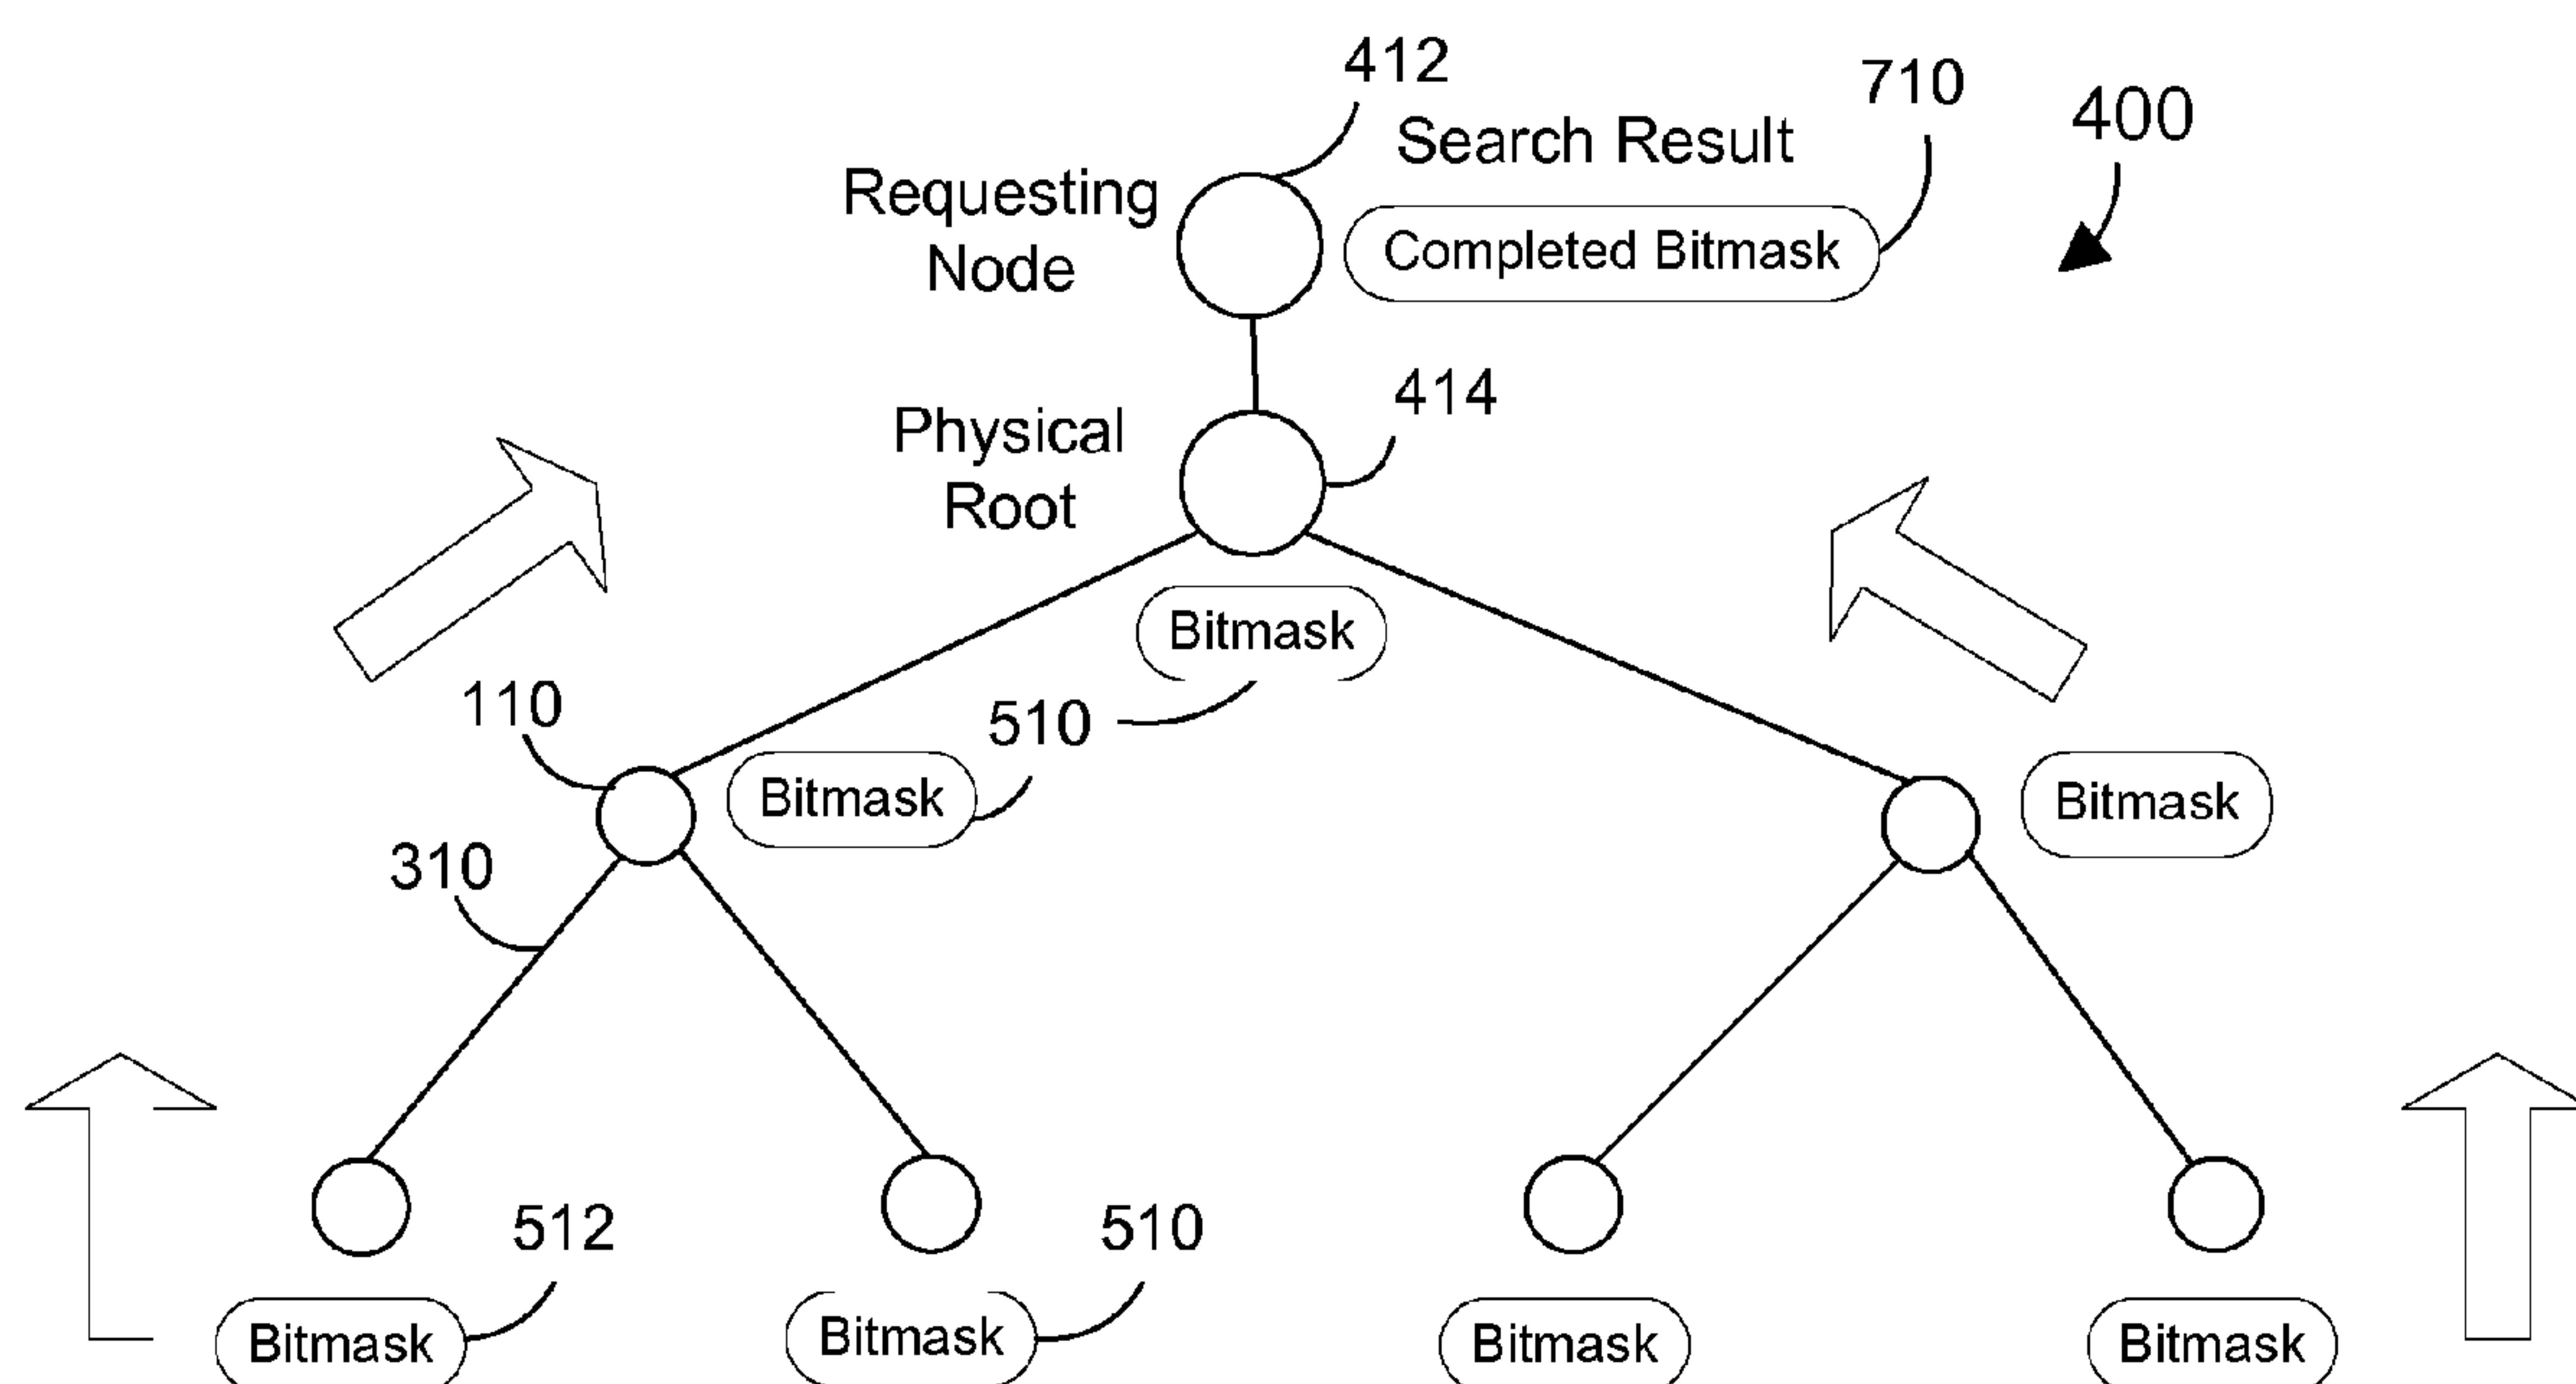 412
710
400
Search Result
Requesting
Node
Completed Bitmask
414
Physical
Root
Bitmask
110
510
Bitmask
Bitmask
310
512
510
Bitmask
Bitmask
Bitmask
Bitmask